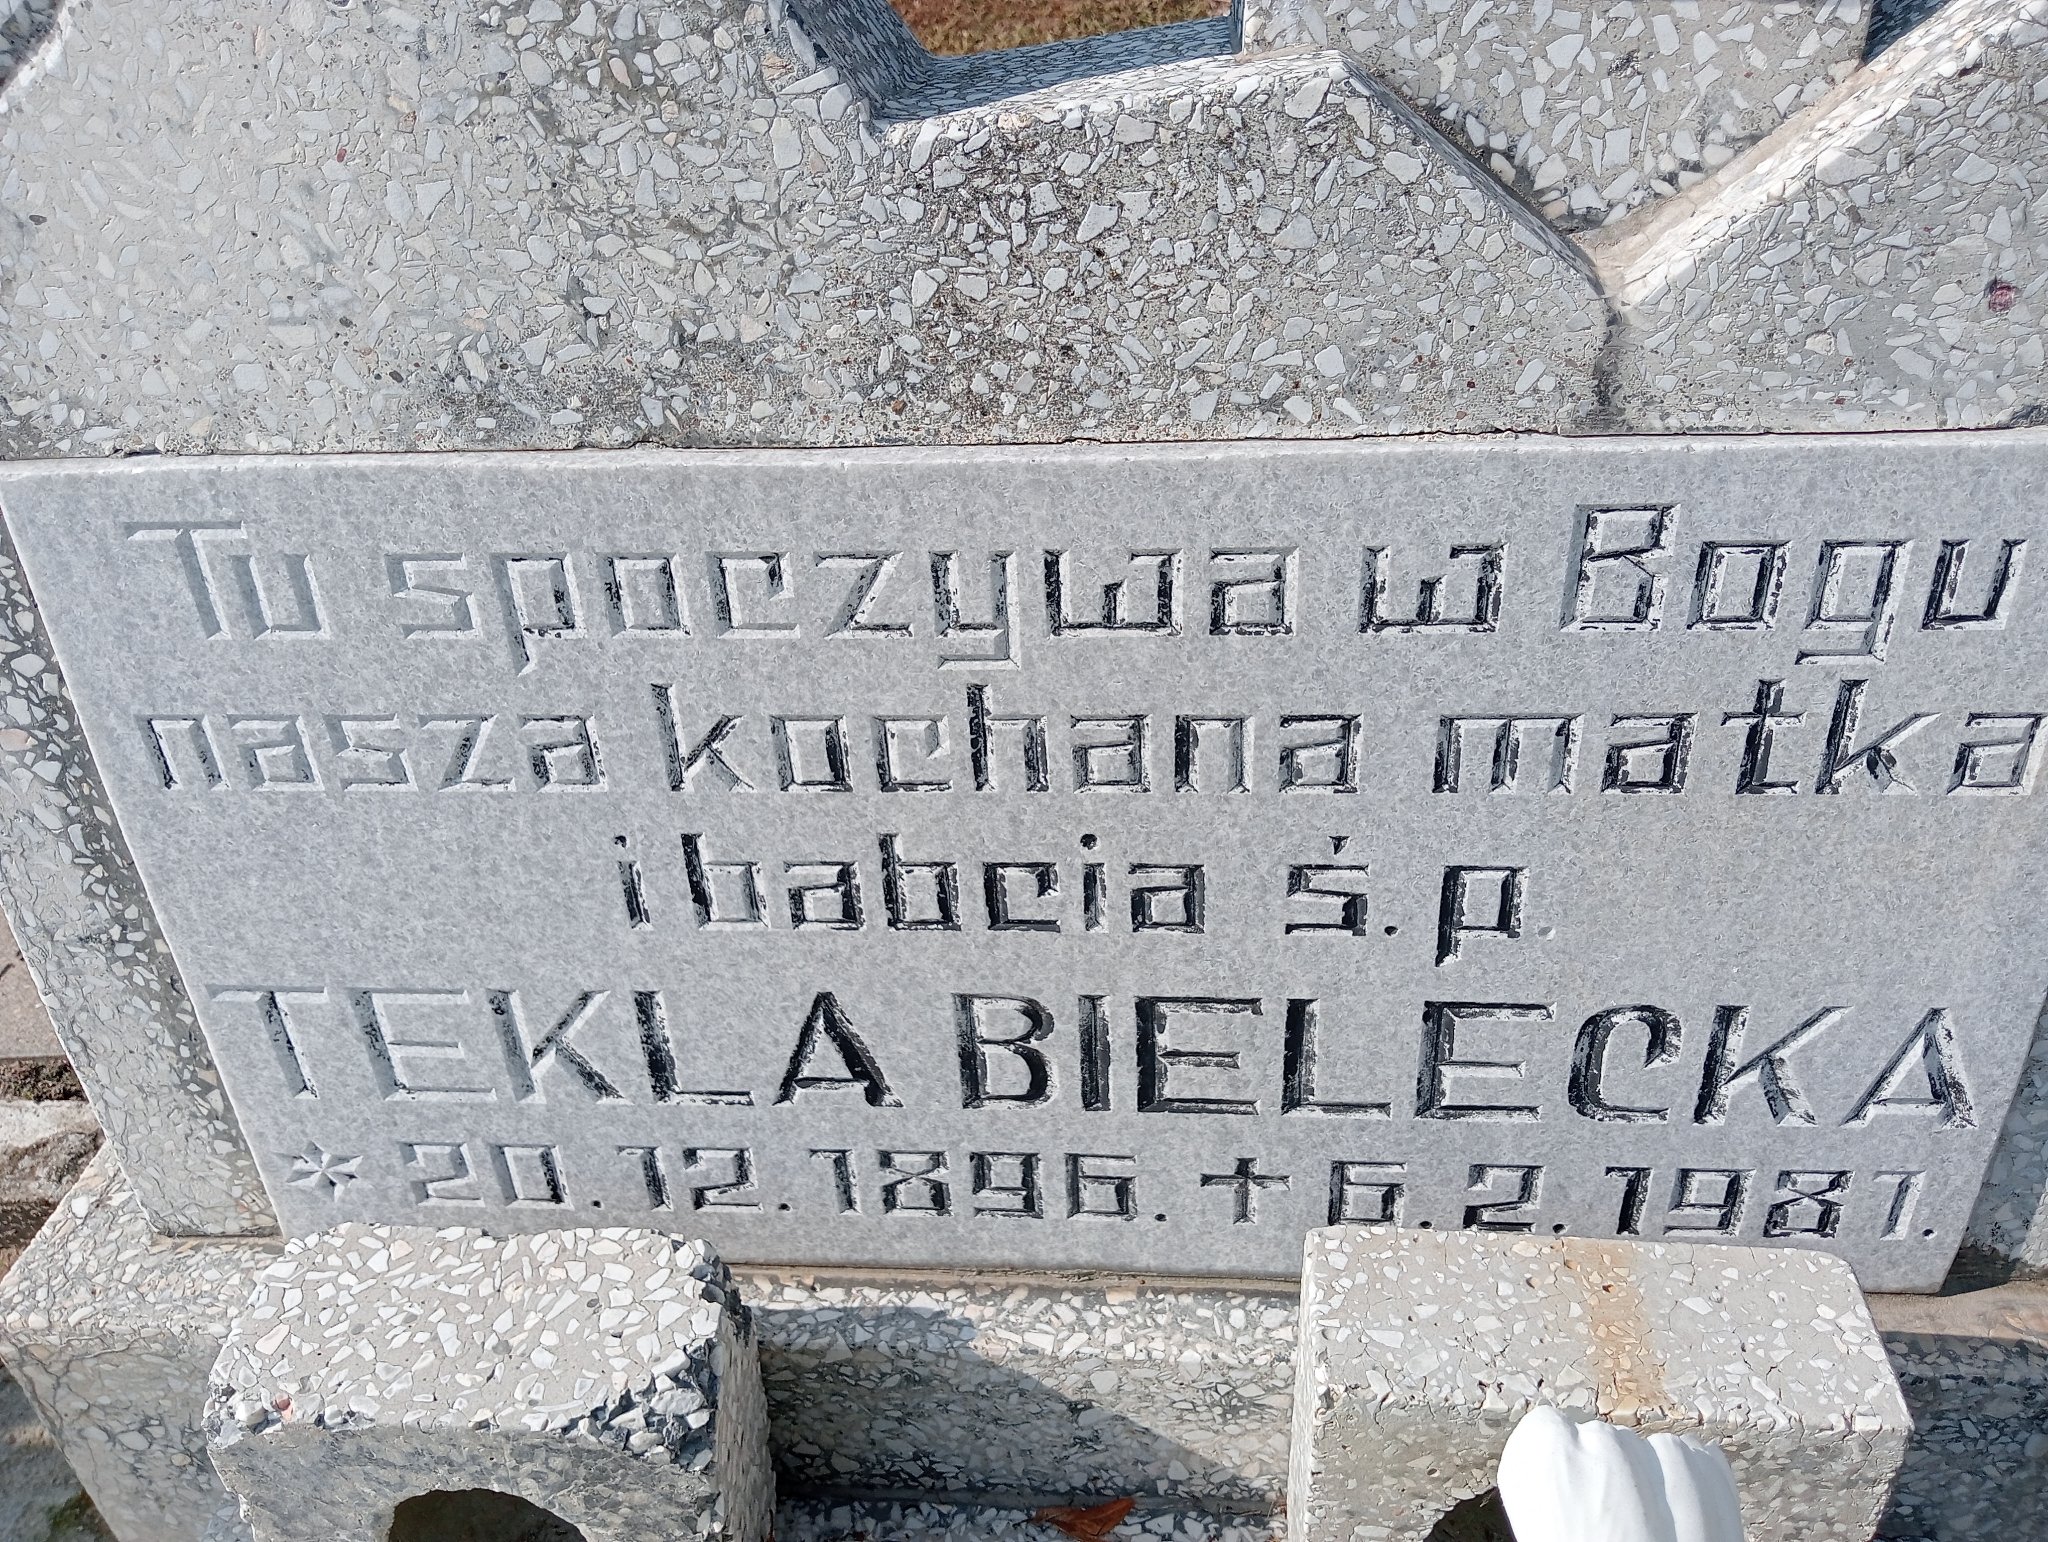 Tu spoczywa w Bogu
nasza kochana matka
i babcia ś.p.
TEKLA BIELECKA
* 20.12.1896. † 6.2.1981.